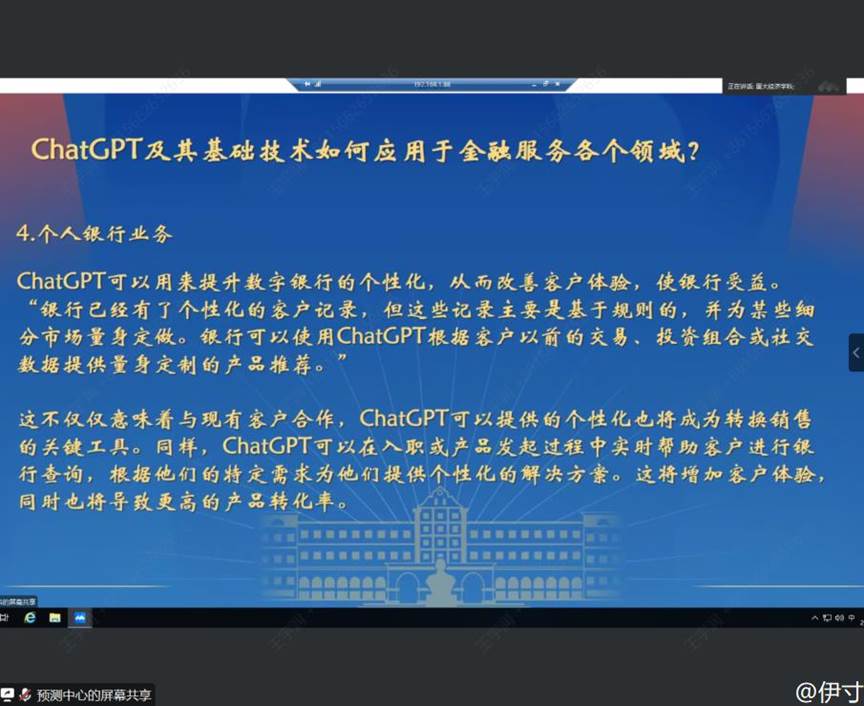 192.168.1.88
ChatGPT及其基础技术如何应用于金融服务各个领域?
4.个人银行业务
ChatGPT可以用来提升数字银行的个性化，从而改善客户体验，使银行受益。
“银行已经有了个性化的客户记录，但这些记录主要是基于规则的，并为某些细
分市场量身定做。银行可以使用ChatGPT根据客户以前的交易、投资组合或社交
数据提供量身定制的产品推荐。”
这不仅仅意味着与现有客户合作，ChatGPT可以提供的个性化也将成为转换销售
的关键工具。同样，ChatGPT可以在入职或产品发起过程中实时帮助客户进行银
行查询，根据他们的特定需求为他们提供个性化的解决方案。这将增加客户体验，
同时也将导致更高的产品转化率。
的屏幕共享
中
预测中心的屏幕共享
@伊寸